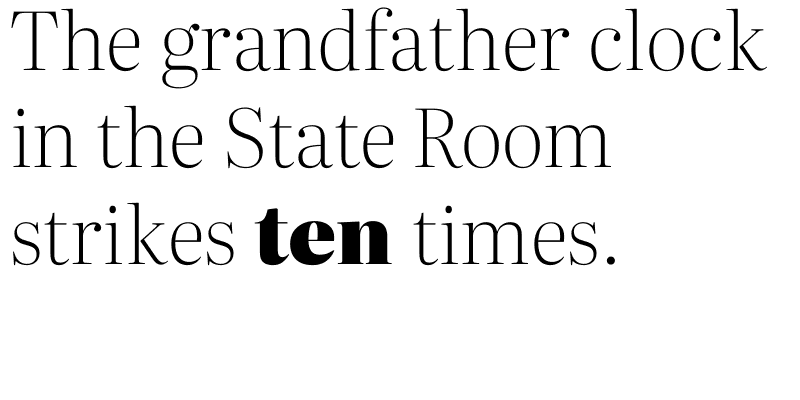 The grandfather clock
in the State Room
strikes ten times.